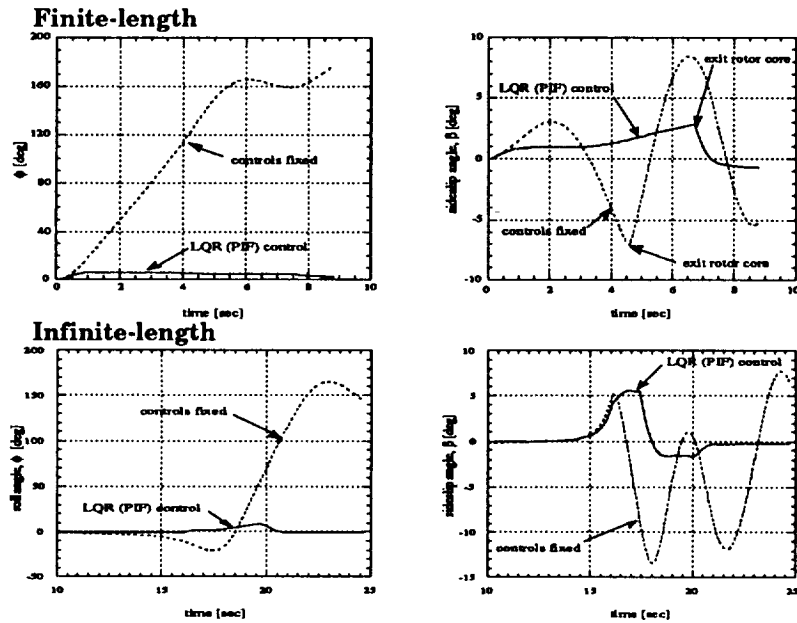 Finite-length
200
160
120
80
40
0
0 2 4 6 8 10
ϕ [deg]
controls fixed
LQR (PIF) control
time [sec]
10
5
0
-5
-10
0 2 4 6 8 10
sideslip angle, β [deg]
exit rotor core
LQR (PIF) control
controls fixed
exit rotor core
time [sec]
Infinite-length
200
150
100
50
0
-50
10 15 20 25
roll angle, ϕ [deg]
controls fixed
LQR (PIF) control
time [sec]
10
5
0
-5
-10
-15
10 15 20 25
sideslip angle, β [deg]
LQR (PIF) control
controls fixed
time [sec]